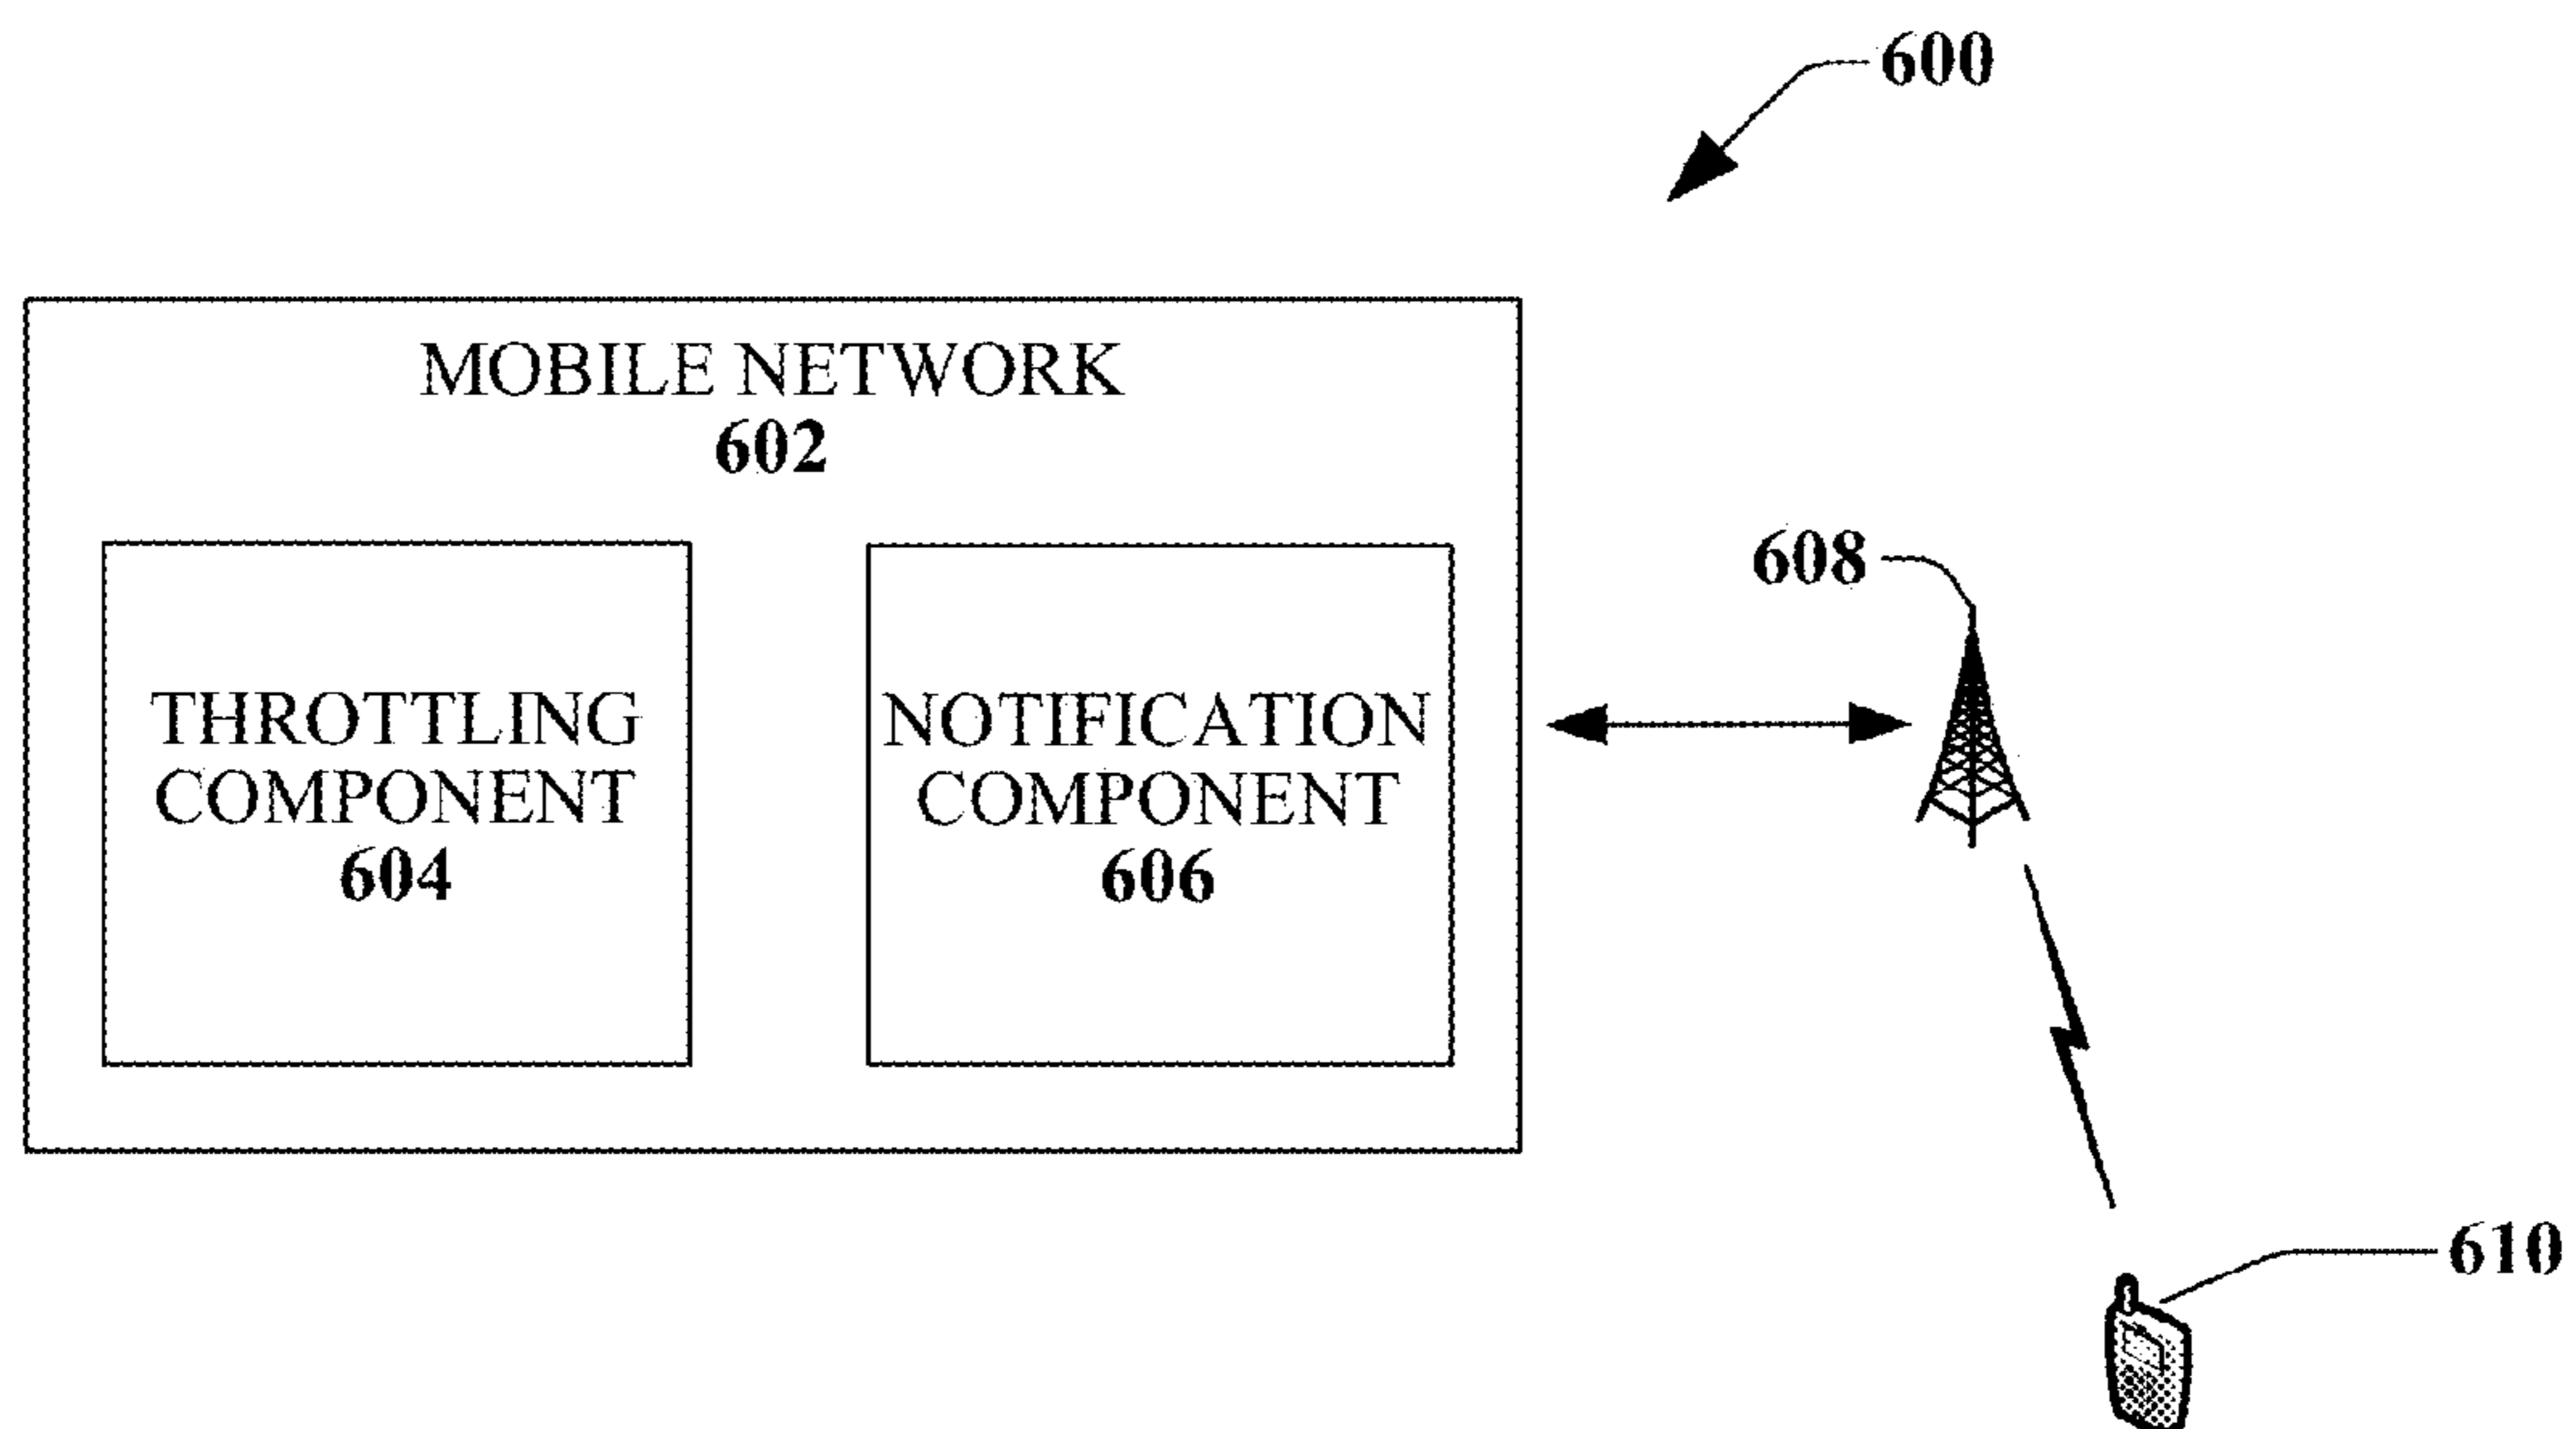 600
MOBILE NETWORK
602
608
THROTTLING
COMPONENT
604
NOTIFICATION
COMPONENT
606
610